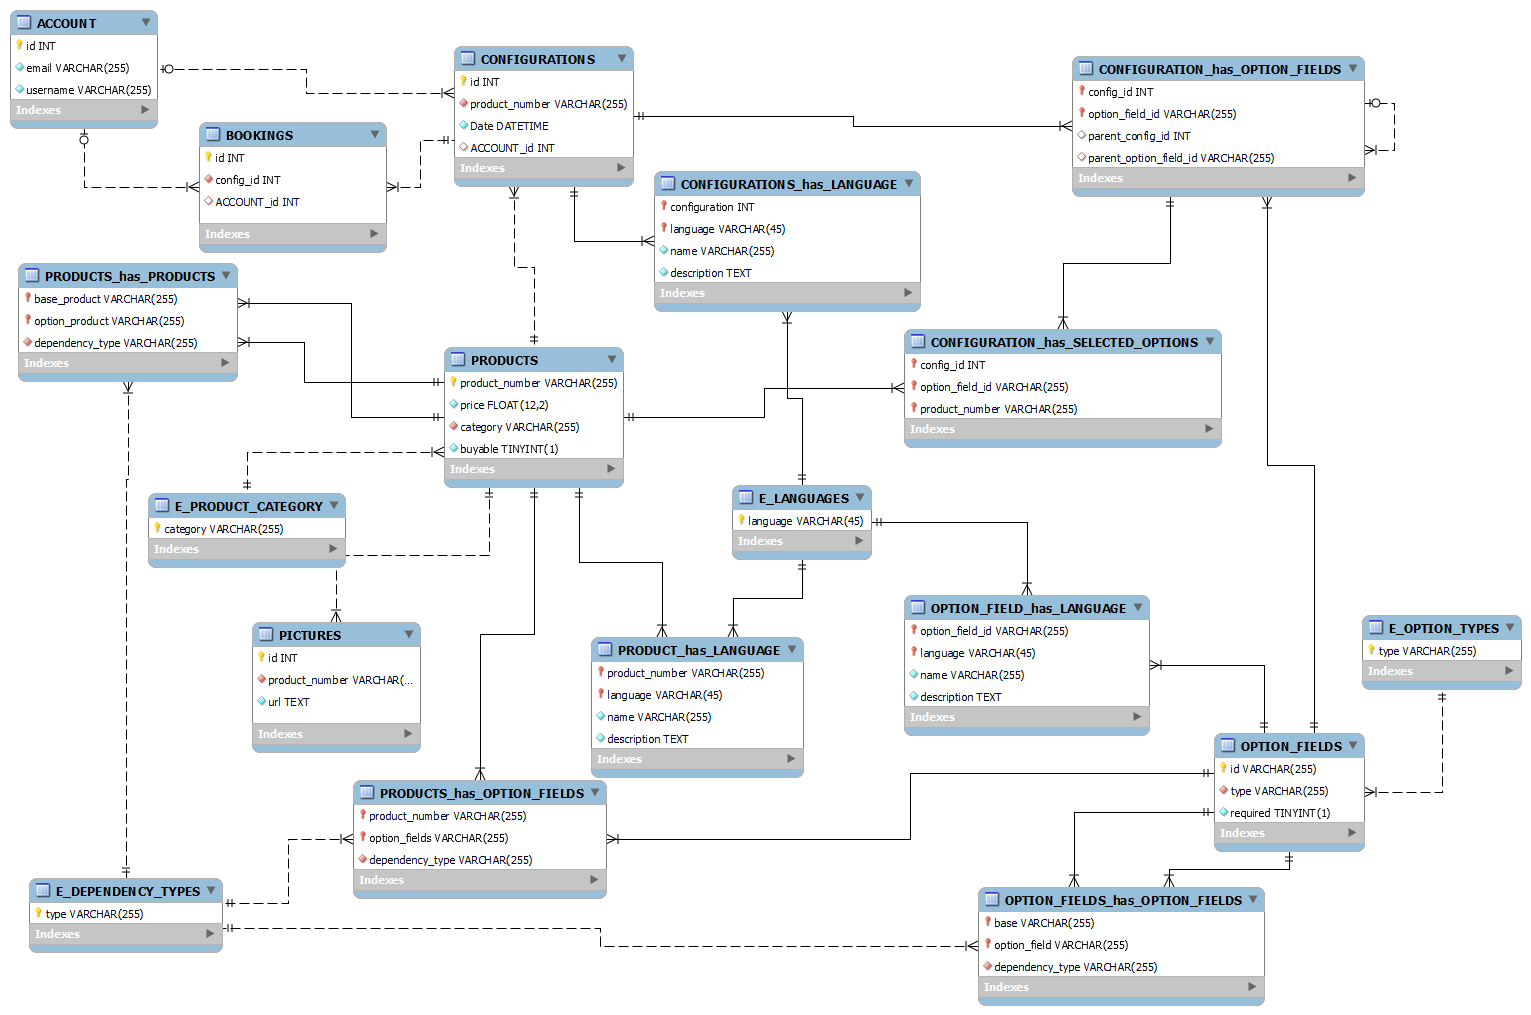 ACCOUNT
id INT
email VARCHAR(255)
username VARCHAR(255)
Indexes
BOOKINGS
id INT
config_id INT
ACCOUNT_id INT
Indexes
CONFIGURATIONS
id INT
product_number VARCHAR(255)
Date DATETIME
ACCOUNT_id INT
Indexes
CONFIGURATION_has_OPTION_FIELDS
config_id INT
option_field_id VARCHAR(255)
parent_config_id INT
parent_option_field_id VARCHAR(255)
Indexes
CONFIGURATIONS_has_LANGUAGE
configuration INT
language VARCHAR(45)
name VARCHAR(255)
description TEXT
Indexes
PRODUCTS_has_PRODUCTS
base_product VARCHAR(255)
option_product VARCHAR(255)
dependency_type VARCHAR(255)
Indexes
PRODUCTS
product_number VARCHAR(255)
price FLOAT(12,2)
category VARCHAR(255)
buyable TINYINT(1)
Indexes
CONFIGURATION_has_SELECTED_OPTIONS
config_id INT
option_field_id VARCHAR(255)
product_number VARCHAR(255)
Indexes
E_PRODUCT_CATEGORY
category VARCHAR(255)
Indexes
E_LANGUAGES
language VARCHAR(45)
Indexes
PICTURES
id INT
product_number VARCHAR(...
url TEXT
Indexes
PRODUCT_has_LANGUAGE
product_number VARCHAR(255)
language VARCHAR(45)
name VARCHAR(255)
description TEXT
Indexes
OPTION_FIELD_has_LANGUAGE
option_field_id VARCHAR(255)
language VARCHAR(45)
name VARCHAR(255)
description TEXT
Indexes
E_OPTION_TYPES
type VARCHAR(255)
Indexes
OPTION_FIELDS
id VARCHAR(255)
type VARCHAR(255)
required TINYINT(1)
Indexes
PRODUCTS_has_OPTION_FIELDS
product_number VARCHAR(255)
option_fields VARCHAR(255)
dependency_type VARCHAR(255)
Indexes
E_DEPENDENCY_TYPES
type VARCHAR(255)
Indexes
OPTION_FIELDS_has_OPTION_FIELDS
base VARCHAR(255)
option_field VARCHAR(255)
dependency_type VARCHAR(255)
Indexes